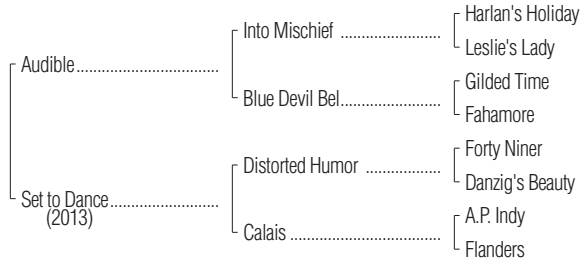 Harlan's Holiday
Into Mischief ........................
Leslie's Lady
Audible..................................
Gilded Time
Blue Devil Bel........................
Fahamore
Forty Niner
Distorted Humor ..................
Danzig's Beauty
Set to Dance..........................
(2013)
A.P. Indy
Calais ....................................
Flanders